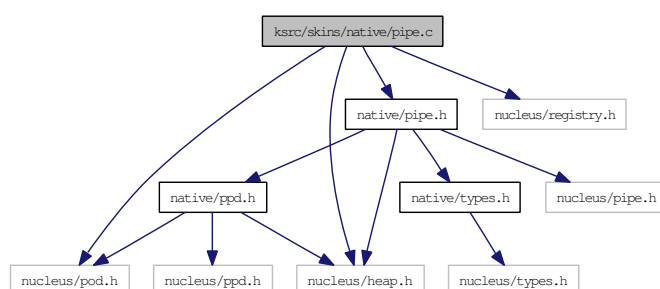 ksrc/skins/native/pipe.c
native/pipe.h
nucleus/registry.h
native/ppd.h
native/types.h
nucleus/pipe.h
nucleus/pod.h
nucleus/ppd.h
nucleus/heap.h
nucleus/types.h